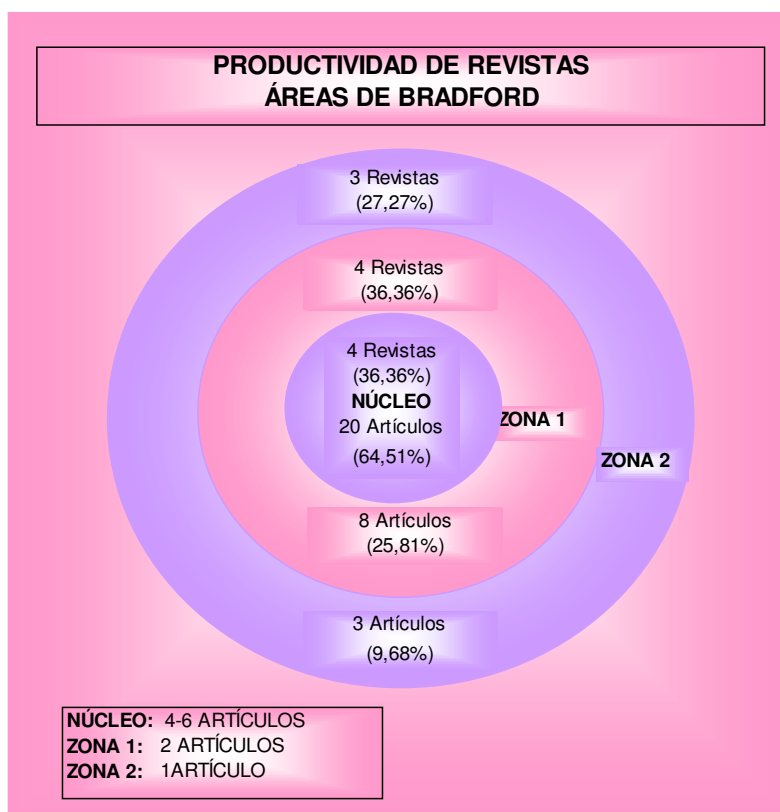 PRODUCTIVIDAD DE REVISTAS
ÁREAS DE BRADFORD
3 Revistas
(27,27%)
4 Revistas
(36,36%)
4 Revistas
(36,36%)
NÚCLEO
20 Artículos
(64,51%)
ZONA 1
ZONA 2
8 Artículos
(25,81%)
3 Artículos
(9,68%)
NÚCLEO: 4-6 ARTÍCULOS
ZONA 1: 2 ARTÍCULOS
ZONA 2: 1ARTÍCULO